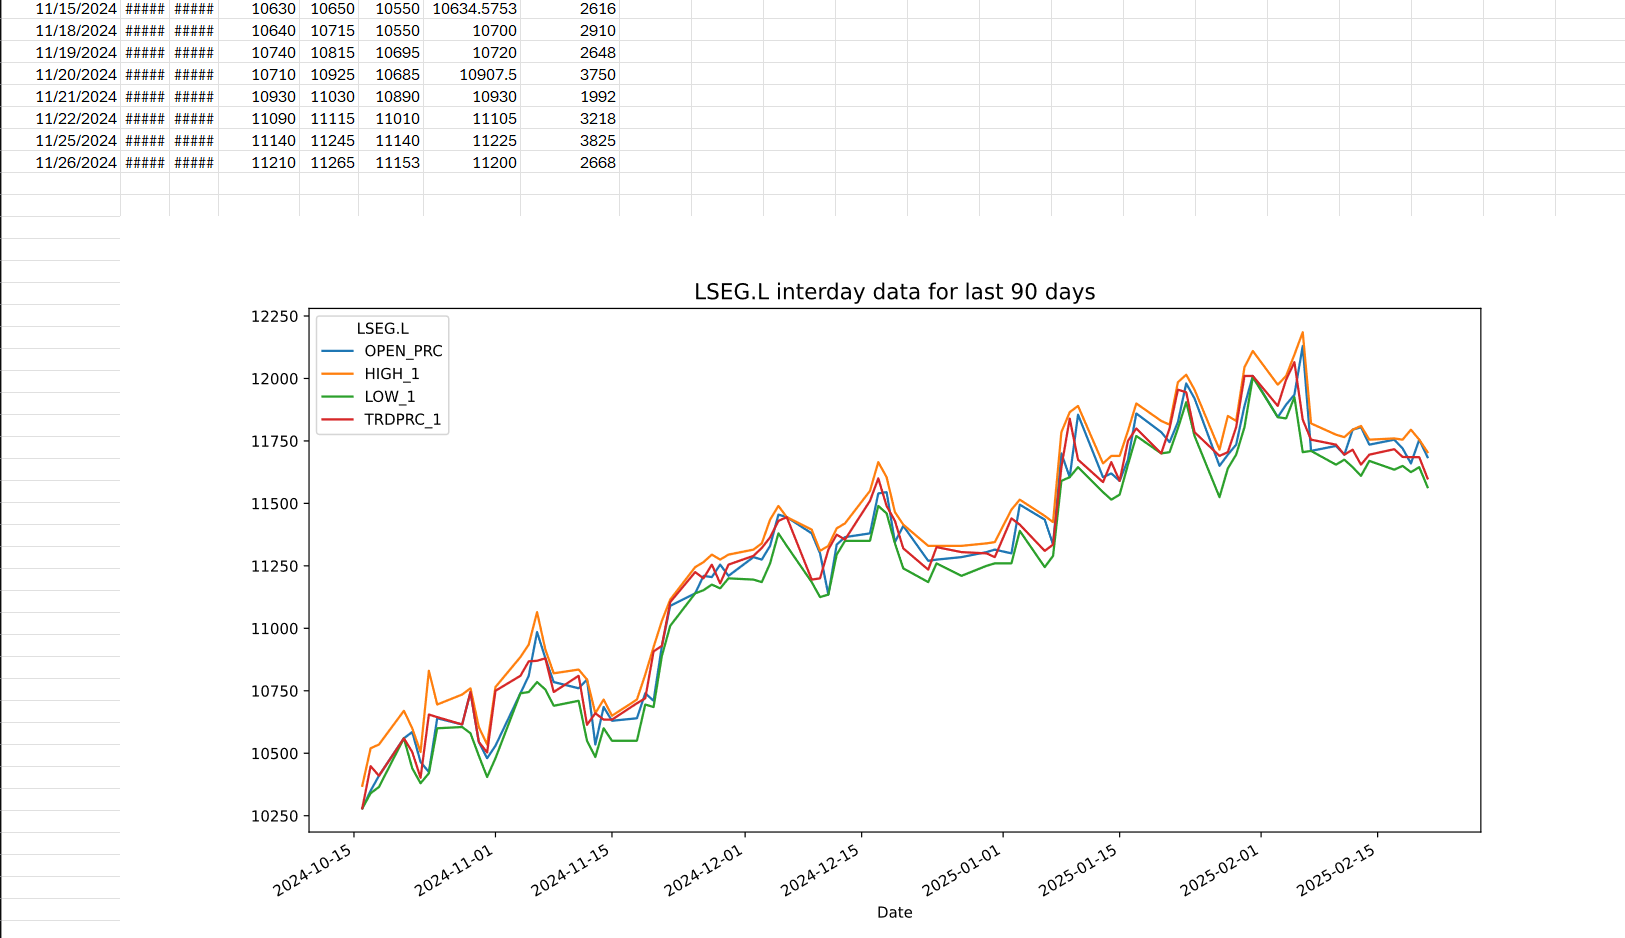 11/15/2024 ##### ##### 10630 10650 10550 10634.5753 2616
11/18/2024 ##### ##### 10640 10715 10550 10700 2910
11/19/2024 ##### ##### 10740 10815 10695 10720 2648
11/20/2024 ##### ##### 10710 10925 10685 10907.5 3750
11/21/2024 ##### ##### 10930 11030 10890 10930 1992
11/22/2024 ##### ##### 11090 11115 11010 11105 3218
11/25/2024 ##### ##### 11140 11245 11140 11225 3825
11/26/2024 ##### ##### 11210 11265 11153 11200 2668
LSEG.L interday data for last 90 days
LSEG.L
OPEN_PRC
HIGH_1
LOW_1
TRDPRC_1
12250
12000
11750
11500
11250
11000
10750
10500
10250
2024-10-15
2024-11-01
2024-11-15
2024-12-01
2024-12-15
2025-01-01
2025-01-15
2025-02-01
2025-02-15
Date